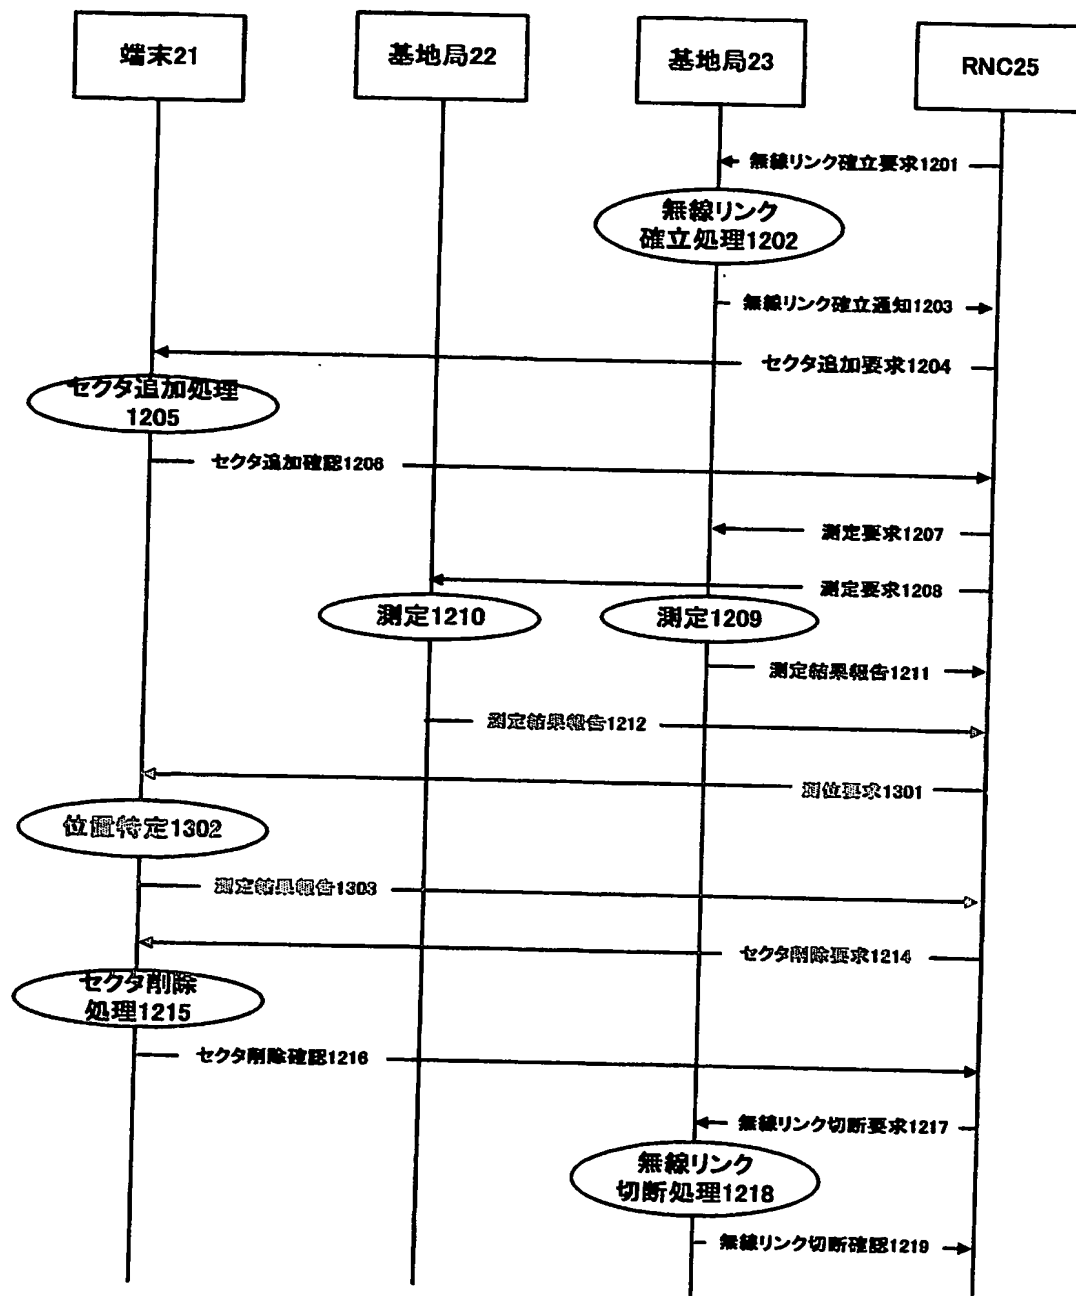 端末21
基地局22
基地局23
RNC25
無線リンク確立要求1201
無線リンク
確立処理1202
無線リンク確立通知1203
セクタ追加要求1204
セクタ追加処理
1205
セクタ追加確認1206
測定要求1207
測定要求1208
測定1210
測定1209
測定結果報告1211
測定結果報告1212
測位要求1301
位置特定1302
測定結果報告1303
セクタ削除要求1214
セクタ削除
処理1215
セクタ削除確認1216
無線リンク切断要求1217
無線リンク
切断処理1218
無線リンク切断確認1219